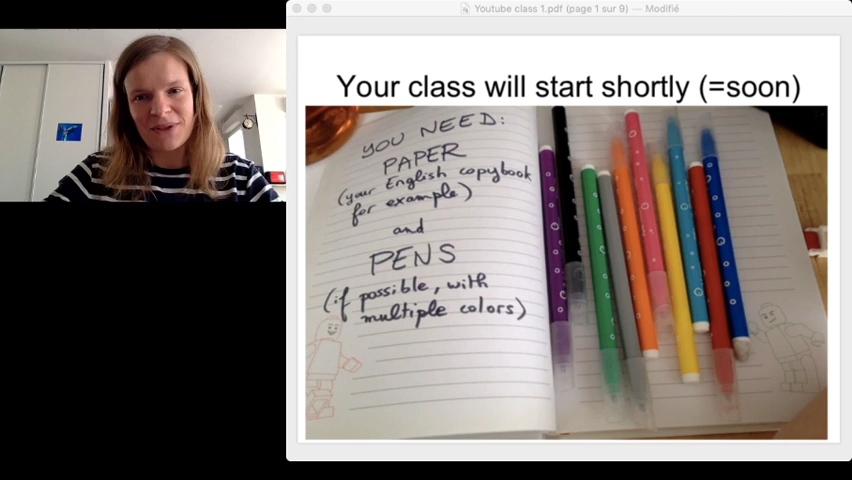 Youtube class 1.pdf (page 1 sur 9) — Modifié
Your class will start shortly (=soon)
YOU NEED:
PAPER
(your English copybook
for example)
and
PENS
(if possible, with
multiple colors)